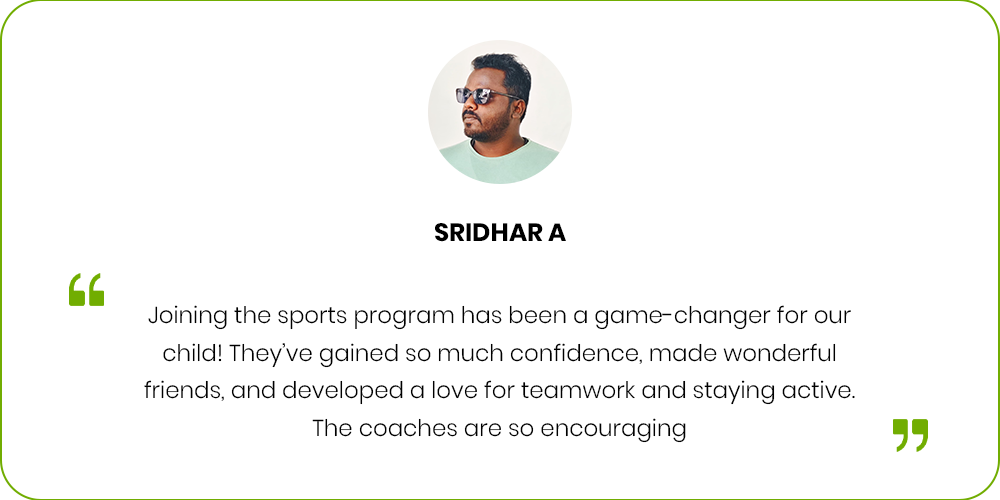 SRIDHAR A
“
Joining the sports program has been a game-changer for our
child! They’ve gained so much confidence, made wonderful
friends, and developed a love for teamwork and staying active.
The coaches are so encouraging
”